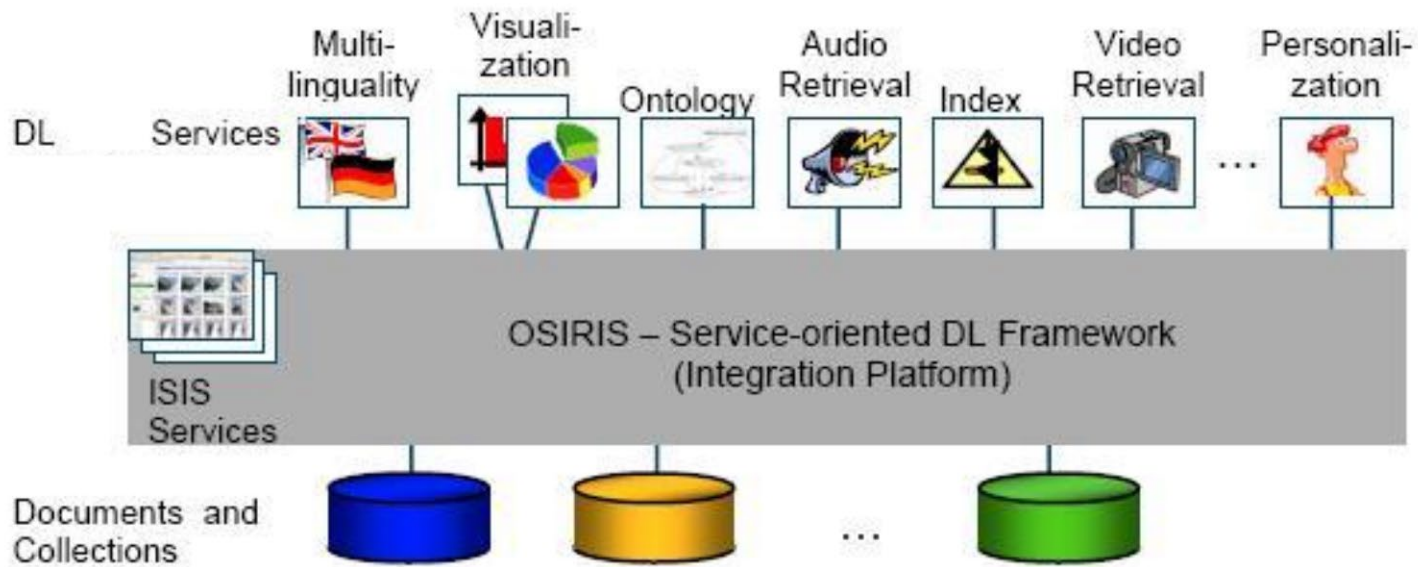 Multi-
linguality
Visuali-
zation
Ontology
Audio
Retrieval
Index
Video
Retrieval
Personali-
zation
DL Services
...
OSIRIS – Service-oriented DL Framework
(Integration Platform)
ISIS
Services
Documents and
Collections
...